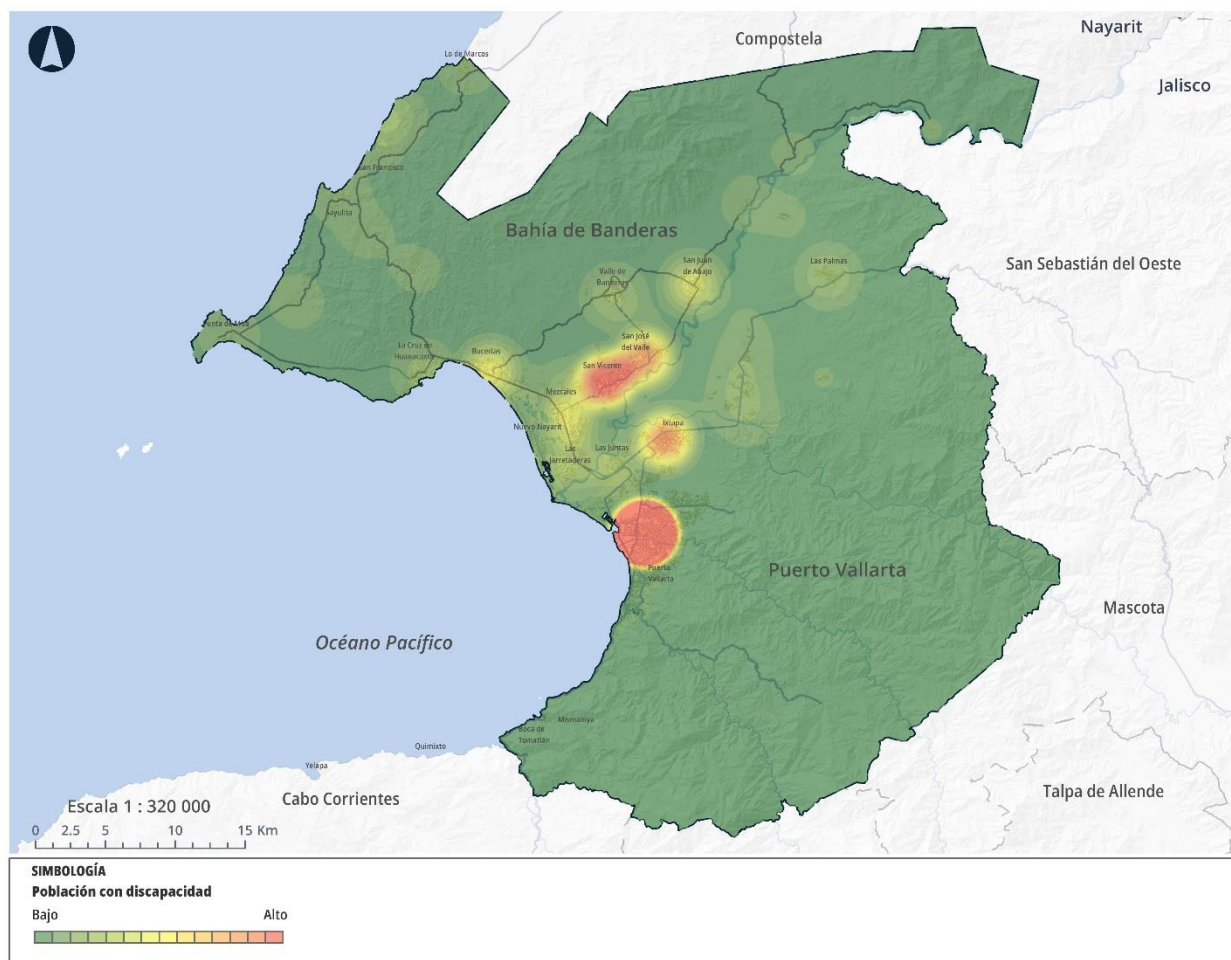 Nayarit
Compostela
Lo de Marcos
Jalisco
San Francisco
Sayulita
Bahía de Banderas
San Juan
de Abajo
Las Palmas
San Sebastián del Oeste
Valle de
Banderas
Punta de Mita
San José
del Valle
La Cruz de
Huanacaxtle
Bucerías
San Vicente
Mezcales
Ixtapa
Nuevo Nayarit
Las
Jarretaderas
Las Juntas
Puerto
Vallarta
Puerto Vallarta
Mascota
Océano Pacífico
Mismaloya
Boca de
Tomatlán
Quimixto
Yelapa
Talpa de Allende
Cabo Corrientes
Escala 1 : 320 000
0 2.5 5 10 15 Km
SIMBOLOGÍA
Población con discapacidad
Bajo Alto